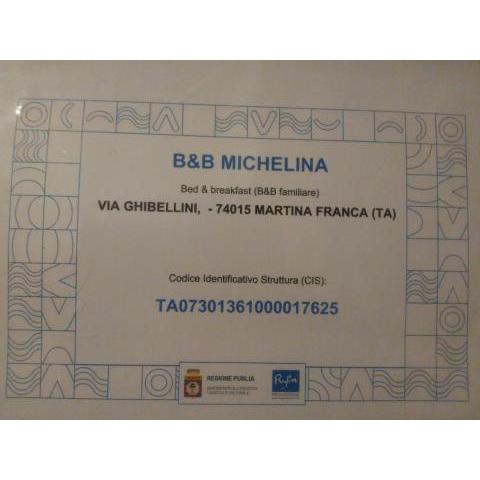 B&B MICHELINA
Bed & breakfast (B&B familiare)
VIA GHIBELLINI, - 74015 MARTINA FRANCA (TA)
Codice Identificativo Struttura (CIS):
TA07301361000017625
REGIONE PUGLIA